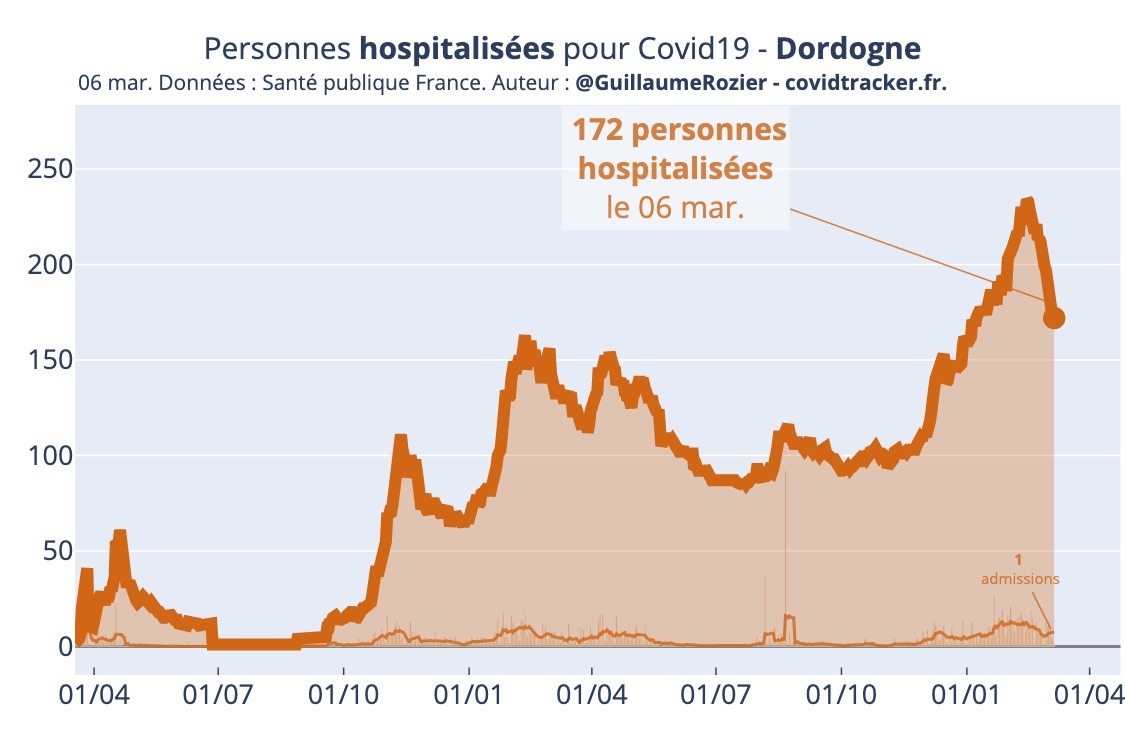 Personnes hospitalisées pour Covid19 - Dordogne
06 mar. Données : Santé publique France. Auteur : @GuillaumeRozier - covidtracker.fr.
172 personnes
hospitalisées
le 06 mar.
250
200
150
100
50
0
1
admissions
01/04 01/07 01/10 01/01 01/04 01/07 01/10 01/01 01/04